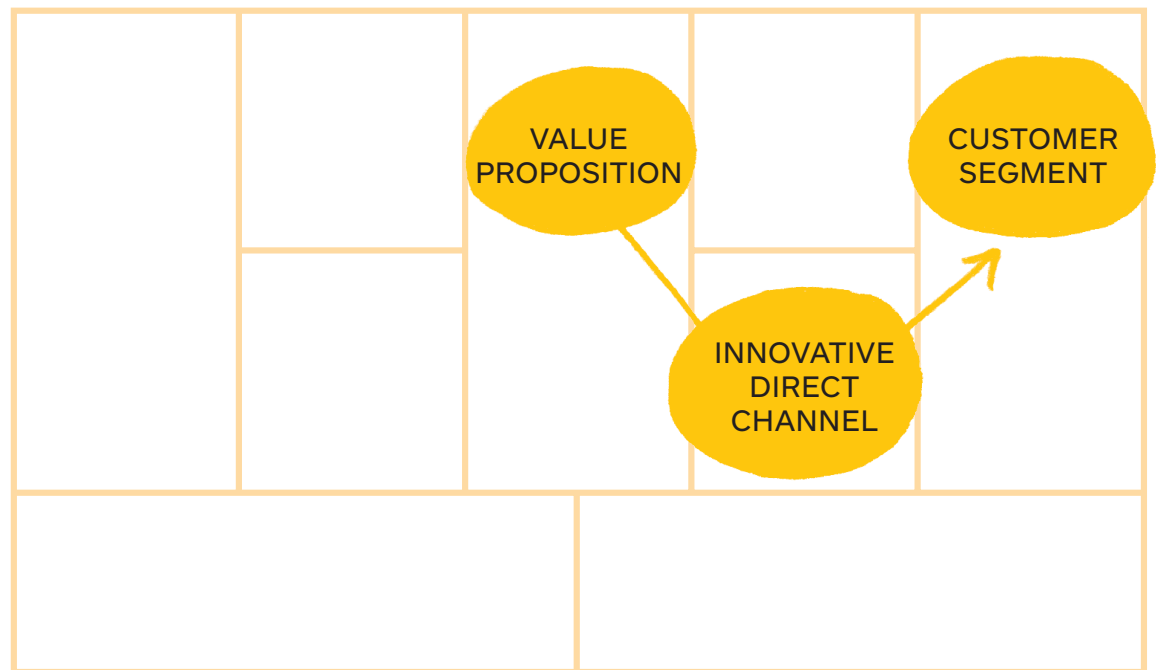 VALUE
PROPOSITION
CUSTOMER
SEGMENT
INNOVATIVE
DIRECT
CHANNEL